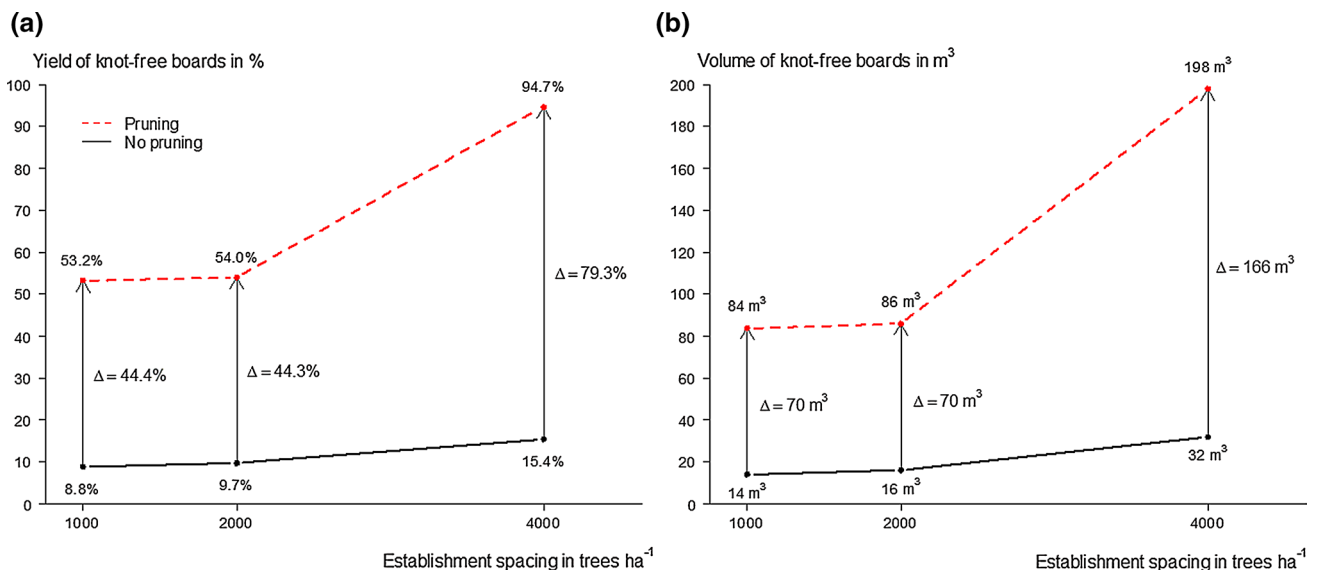 (a)
Yield of knot-free boards in %
100
90
80
70
60
50
40
30
20
10
0
Pruning
No pruning
53.2%
54.0%
94.7%
Δ = 44.4%
Δ = 44.3%
Δ = 79.3%
8.8%
9.7%
15.4%
1000
2000
4000
Establishment spacing in trees ha⁻¹
(b)
Volume of knot-free boards in m³
200
180
160
140
120
100
80
60
40
20
0
84 m³
86 m³
198 m³
Δ = 70 m³
Δ = 70 m³
Δ = 166 m³
14 m³
16 m³
32 m³
1000
2000
4000
Establishment spacing in trees ha⁻¹